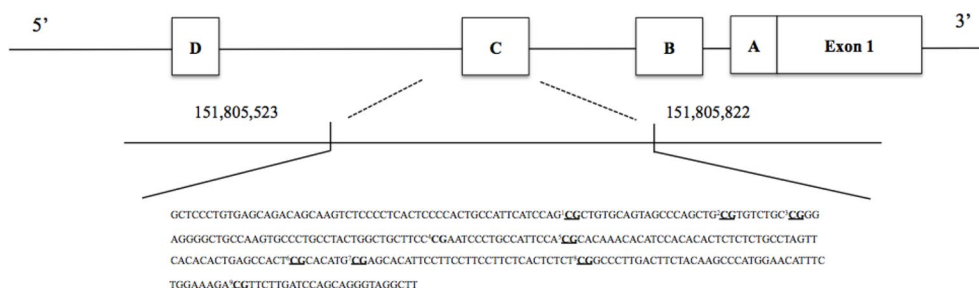 5’ 3’
D C B A Exon 1
151,805,523 151,805,822
GCTCCCTGTGAGCAGACAGCAAGTCTCCCCTCACTCCCCACTGCCATTCATCCAG¹CGCTGTGCAGTAGCCCAGCTG²CGTGTCTGC³CGGG
AGGGGCTGCCAAGTGCCCTGCCTACTGGCTGCTTCC⁴CGAATCCCTGCCATTCCA⁵CGCACAAACACATCCACACACTCTCTCTGCCTAGTT
CACACACTGAGCCACT⁶CGCACATG⁷CGAGCACATTCCTTCCTTCCTTCTCACTCTCT⁸CGGCCCTTGACTTCTACAAGCCCATGGAACATTTC
TGGAAAGA⁹CGTTCTTGATCCAGCAGGGTAGGCTT